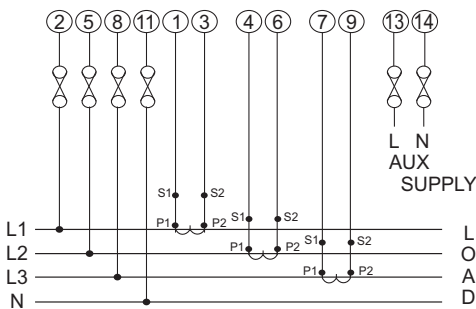 2 5 8 11 1 3 4 6 7 9 13 14
L N
AUX
SUPPLY
S1 S2
P1 P2
L1 L
S1 S2
P1 P2
L2 O
S1 S2
P1 P2
L3 A
N D